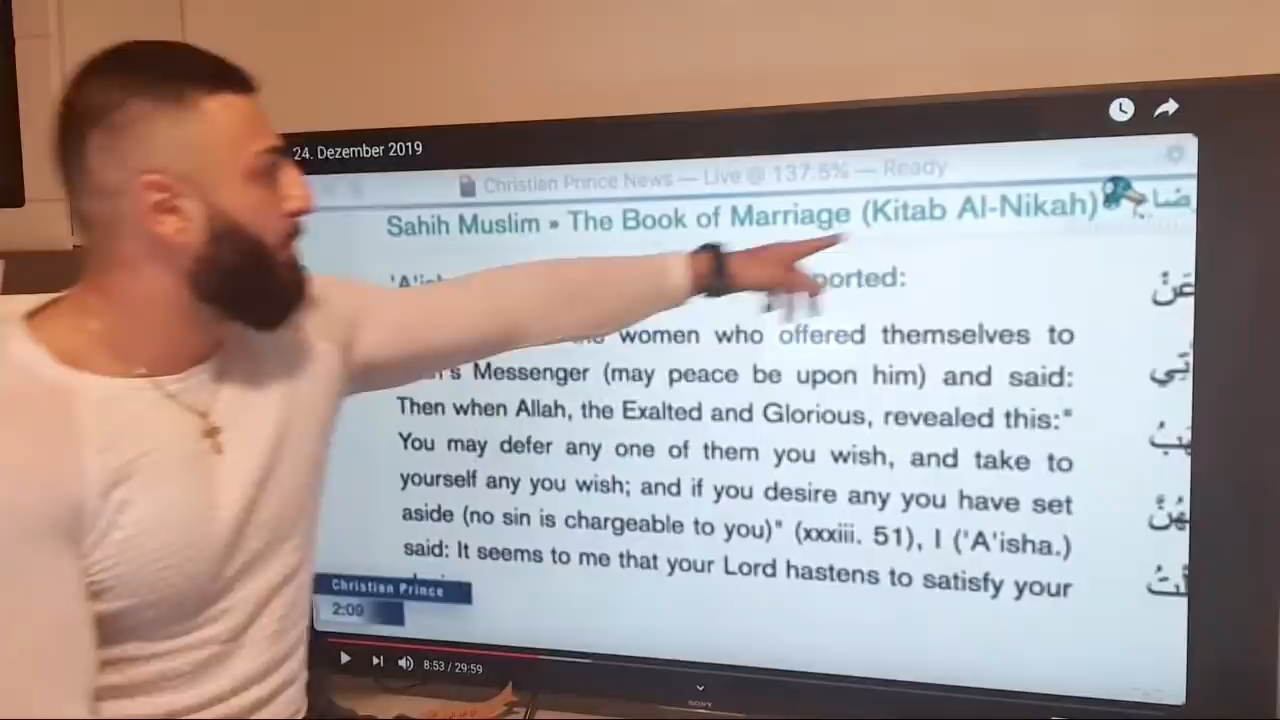 24. Dezember 2019
Christian Prince News — Live @ 137.5% — Ready
Sahih Muslim » The Book of Marriage (Kitab Al-Nikah)
'A'i ported:
women who offered themselves to
's Messenger (may peace be upon him) and said:
Then when Allah, the Exalted and Glorious, revealed this:"
You may defer any one of them you wish, and take to
yourself any you wish; and if you desire any you have set
aside (no sin is chargeable to you)" (xxxiii. 51), I ('A'isha.)
said: It seems to me that your Lord hastens to satisfy your
عَنْ
Christian Prince
2:09
8:53 / 29:59
SONY